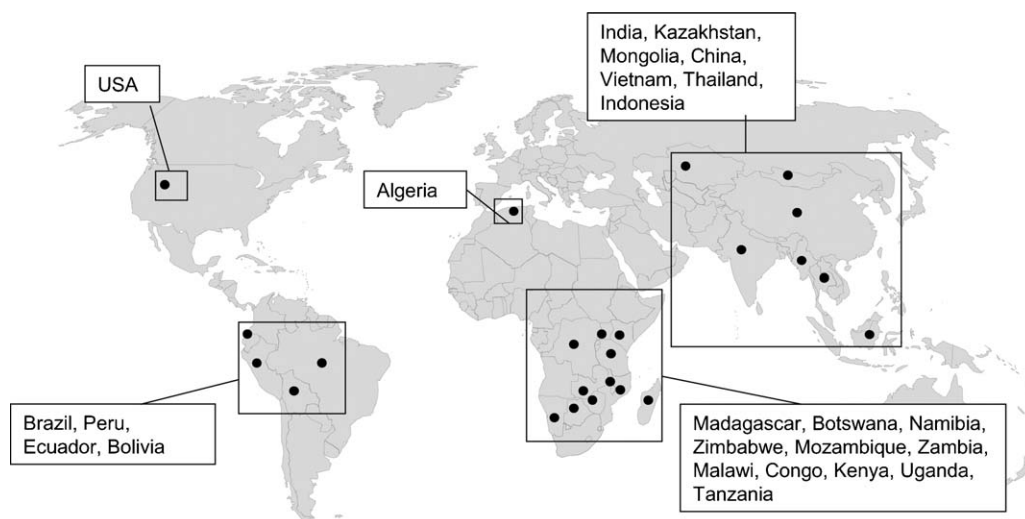 India, Kazakhstan,
Mongolia, China,
Vietnam, Thailand,
Indonesia
USA
Algeria
Brazil, Peru,
Ecuador, Bolivia
Madagascar, Botswana, Namibia,
Zimbabwe, Mozambique, Zambia,
Malawi, Congo, Kenya, Uganda,
Tanzania